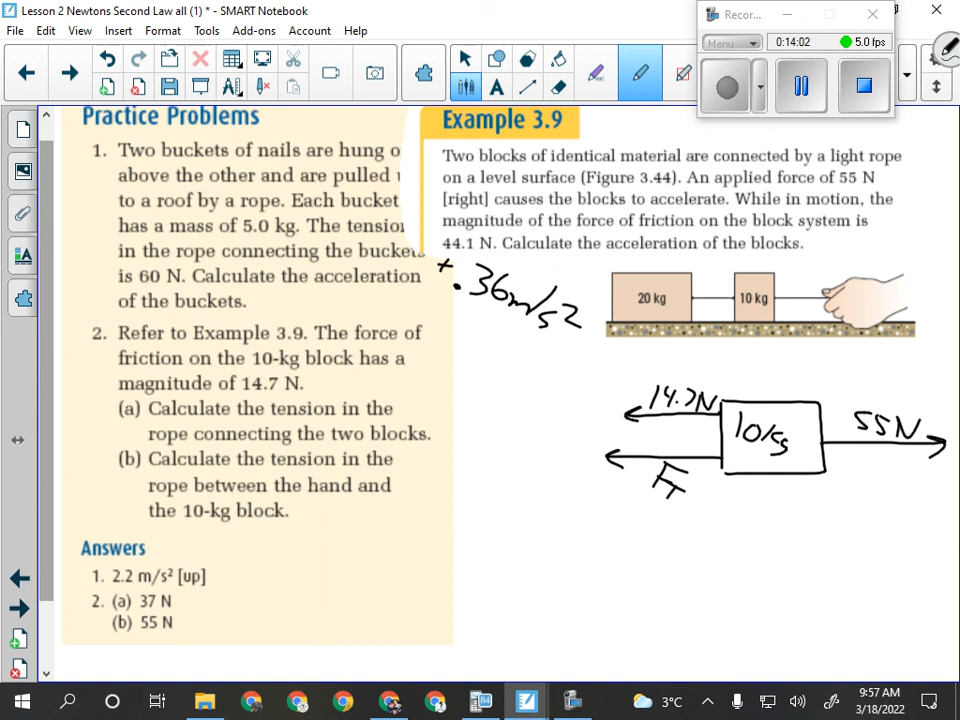 Lesson 2 Newtons Second Law all (1) * - SMART Notebook
File Edit View Insert Format Tools Add-ons Account Help
Recor...
Menu
0:14:02
5.0 fps
Practice Problems
1. Two buckets of nails are hung o
above the other and are pulled
to a roof by a rope. Each bucket
has a mass of 5.0 kg. The tension
in the rope connecting the buckets
is 60 N. Calculate the acceleration
of the buckets.
2. Refer to Example 3.9. The force of
friction on the 10-kg block has a
magnitude of 14.7 N.
(a) Calculate the tension in the
rope connecting the two blocks.
(b) Calculate the tension in the
rope between the hand and
the 10-kg block.
Answers
1. 2.2 m/s² [up]
2. (a) 37 N
(b) 55 N
Example 3.9
Two blocks of identical material are connected by a light rope
on a level surface (Figure 3.44). An applied force of 55 N
[right] causes the blocks to accelerate. While in motion, the
magnitude of the force of friction on the block system is
44.1 N. Calculate the acceleration of the blocks.
+.36m/s2
20 kg
10 kg
14.7N
55N
FT
9:57 AM
3°C
3/18/2022